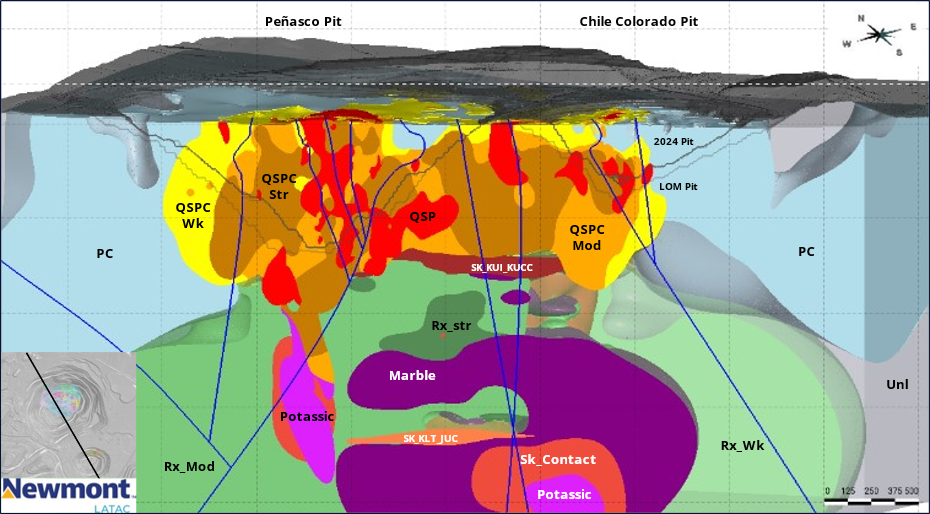 Peñasco Pit
Chile Colorado Pit
N
W
E
S
2024 Pit
LOM Pit
QSPC
Str
QSPC
Wk
QSP
QSPC
Mod
PC
PC
SK_KUI_KUCC
Rx_str
Marble
Unl
Potassic
SK_KLT_JUC
Rx_Mod
Sk_Contact
Rx_Wk
Potassic
0 125 250 375 500
Newmont
LATAC